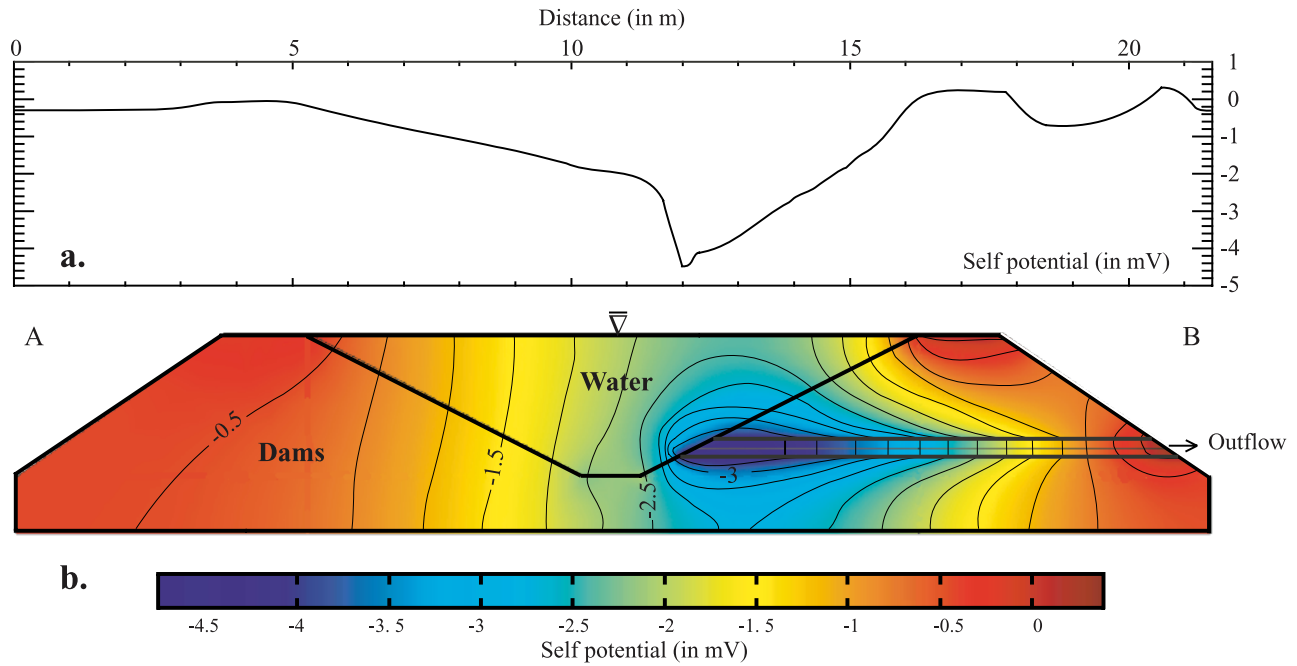 Distance (in m)
0 5 10 15 20
1
0
-1
-2
-3
-4
-5
a.
Self potential (in mV)
A
B
Water
Dams
-0.5
-1.5
-2.5
-3
Outflow
b.
-4.5 -4 -3. 5 -3 -2.5 -2 -1. 5 -1 -0.5 0
Self potential (in mV)